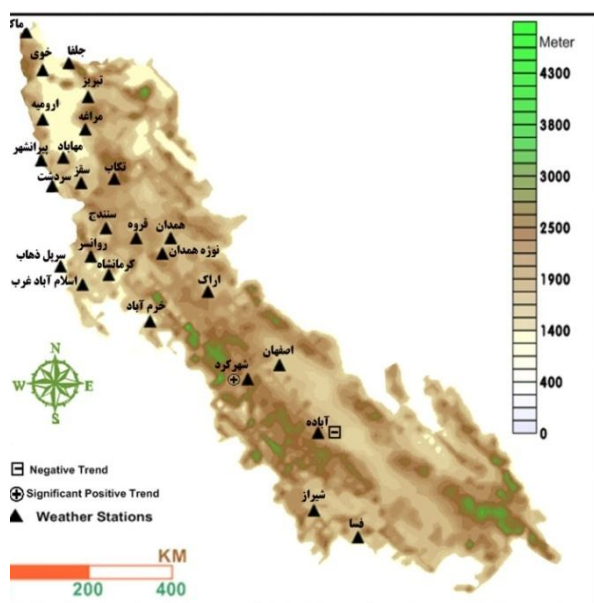 ماکو
جلفا
خوی
تبریز
ارومیه
مراغه
پیرانشهر
مهاباد
سردشت
سقز
تکاب
سنندج
قروه
همدان
روانسر
نوژه همدان
سرپل ذهاب
کرمانشاه
اسلام آباد غرب
اراک
خرم آباد
اصفهان
شهرکرد
آباده
شیراز
فسا
Meter
4300
3800
3000
2500
1900
1400
400
0
N
W
E
S
Negative Trend
Significant Positive Trend
Weather Stations
KM
200
400